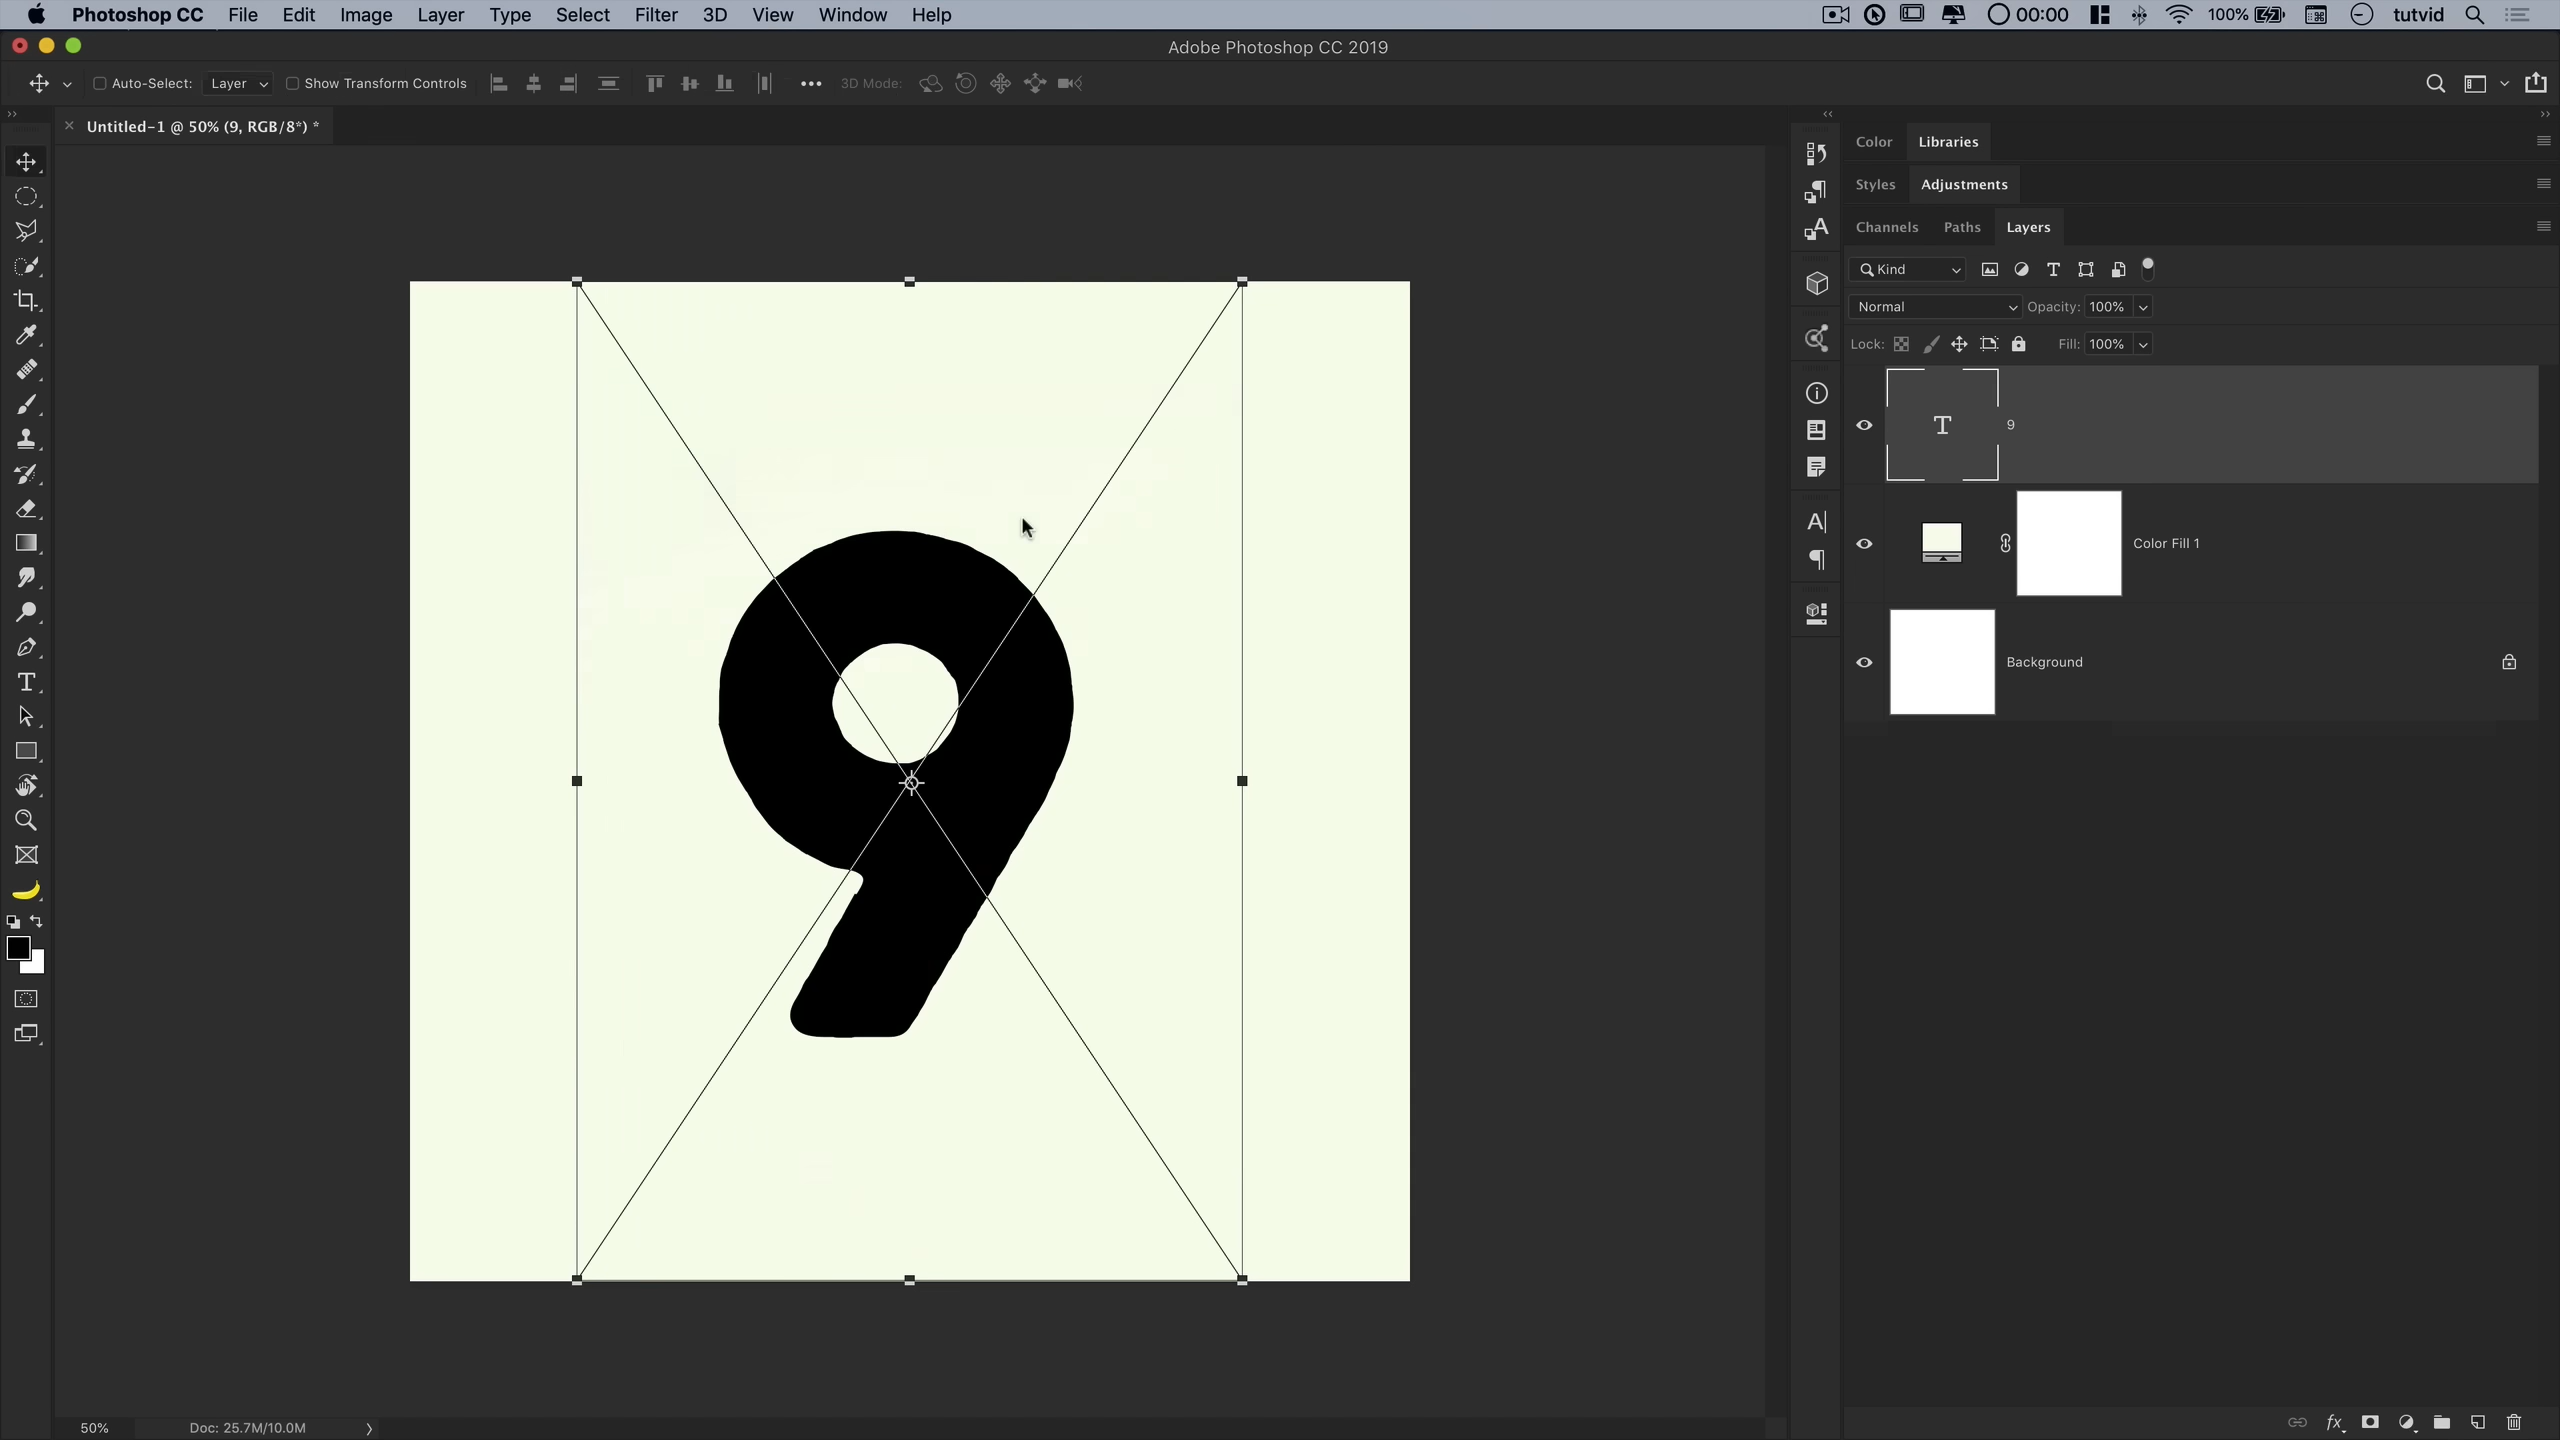 Photoshop CC File Edit Image Layer Type Select Filter 3D View Window Help 00:00 100% tutvid
Adobe Photoshop CC 2019
Auto-Select: Layer Show Transform Controls 3D Mode:
Untitled-1 @ 50% (9, RGB/8*) *
Color Libraries
Styles Adjustments
Channels Paths Layers
Kind
Normal Opacity: 100%
Lock: Fill: 100%
T 9
Color Fill 1
Background
9
50% Doc: 25.7M/10.0M